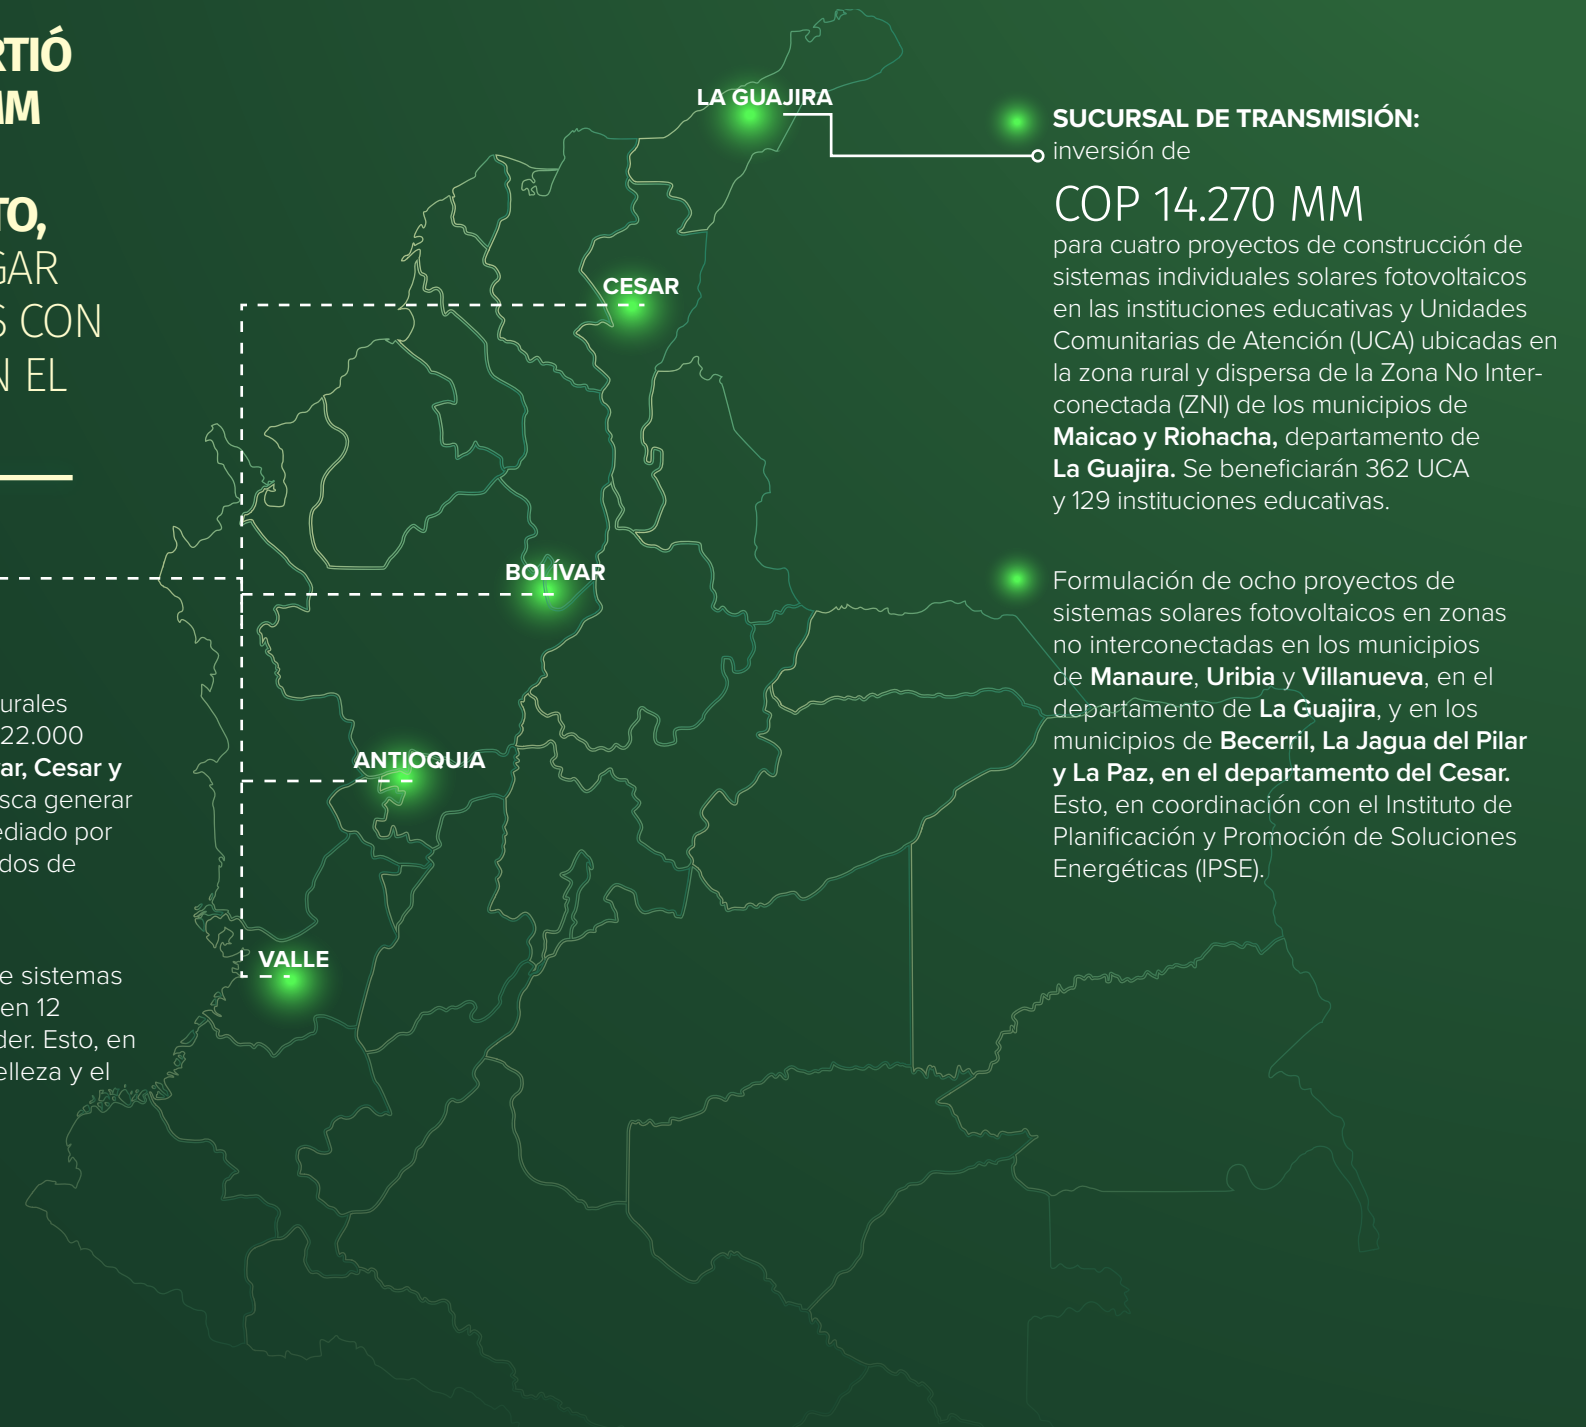 RTIÓ
MM
TO,
GAR
S CON
N EL
urales
22.000
var, Cesar y
sca generar
ediado por
dos de
e sistemas
en 12
der. Esto, en
elleza y el
LA GUAJIRA
CESAR
BOLÍVAR
ANTIOQUIA
VALLE
SUCURSAL DE TRANSMISIÓN:
inversión de
COP 14.270 MM
para cuatro proyectos de construcción de
sistemas individuales solares fotovoltaicos
en las instituciones educativas y Unidades
Comunitarias de Atención (UCA) ubicadas en
la zona rural y dispersa de la Zona No Inter-
conectada (ZNI) de los municipios de
Maicao y Riohacha, departamento de
La Guajira. Se beneficiarán 362 UCA
y 129 instituciones educativas.
Formulación de ocho proyectos de
sistemas solares fotovoltaicos en zonas
no interconectadas en los municipios
de Manaure, Uribia y Villanueva, en el
departamento de La Guajira, y en los
municipios de Becerril, La Jagua del Pilar
y La Paz, en el departamento del Cesar.
Esto, en coordinación con el Instituto de
Planificación y Promoción de Soluciones
Energéticas (IPSE).